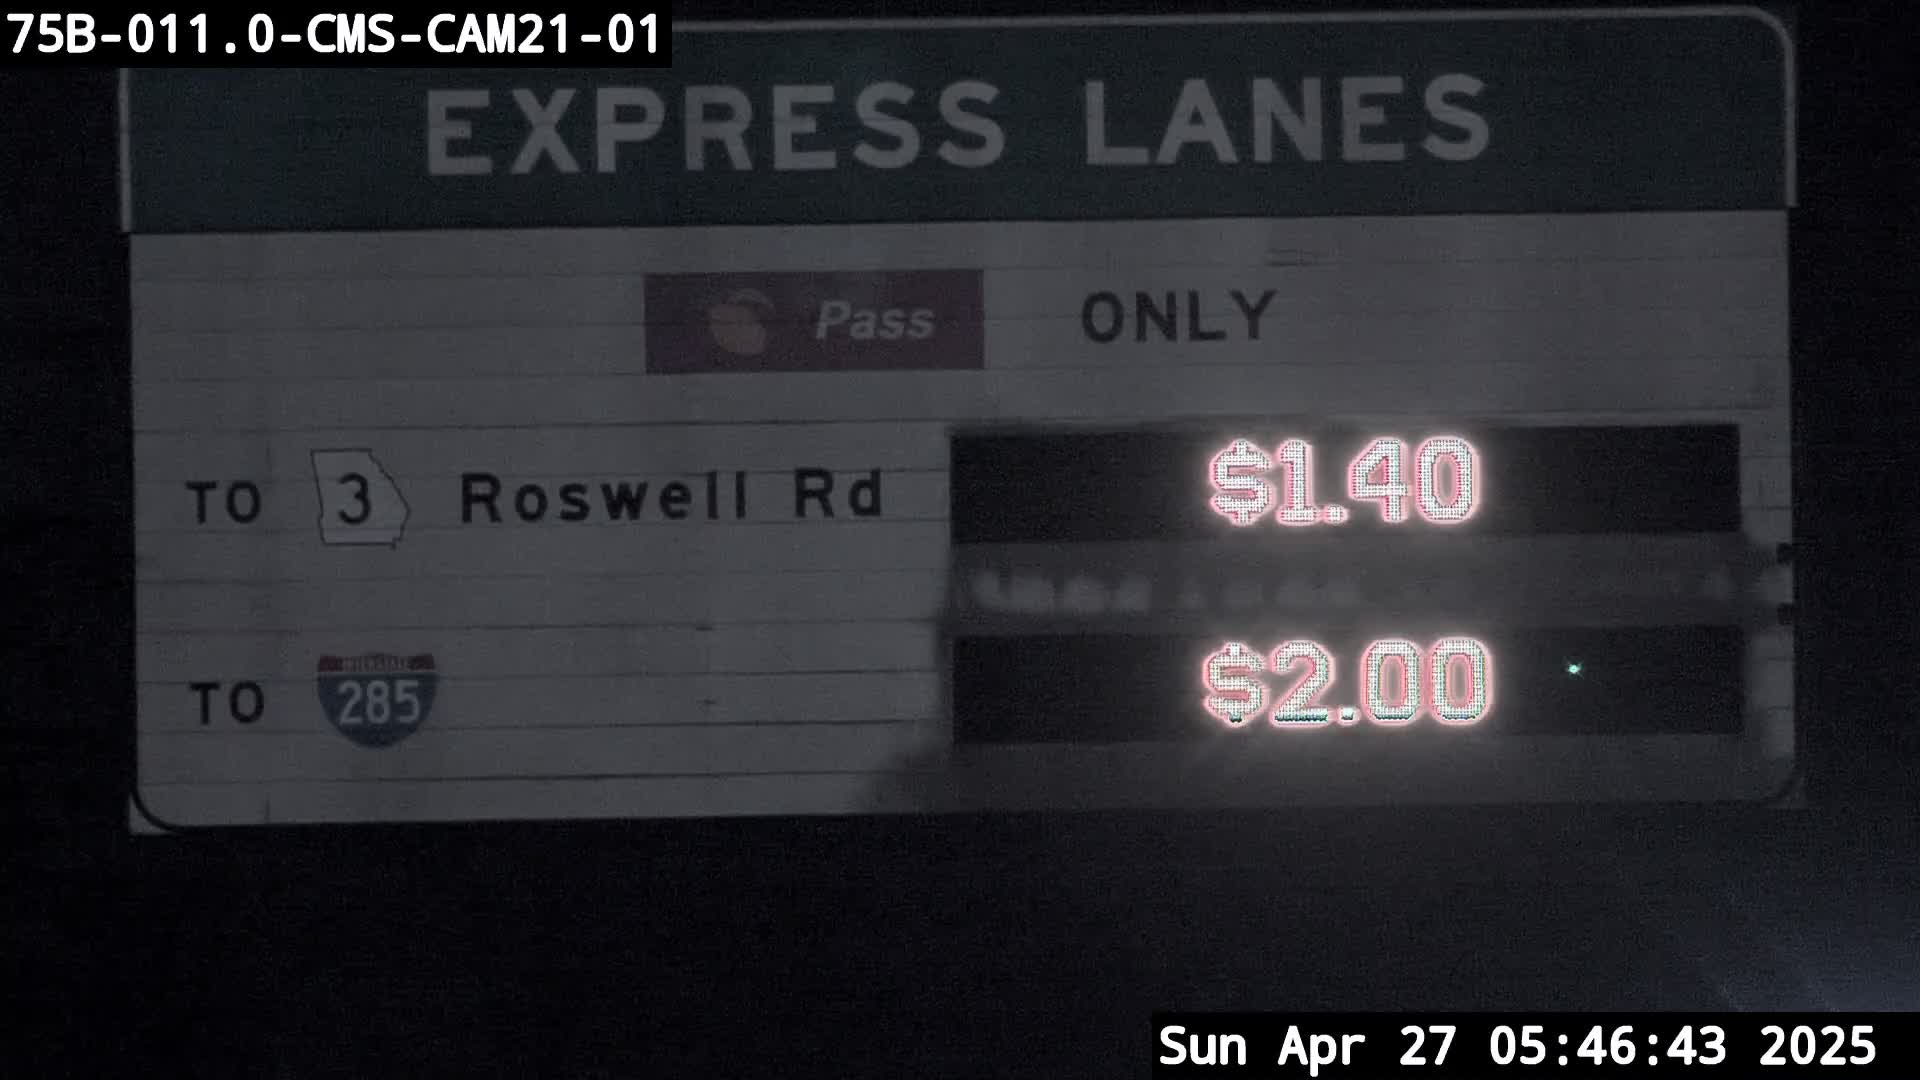 75B-011.0-CMS-CAM21-01
EXPRESS LANES
Pass ONLY
TO 3 Roswell Rd $1.40
TO INTERSTATE 285 $2.00
Sun Apr 27 05:46:43 2025